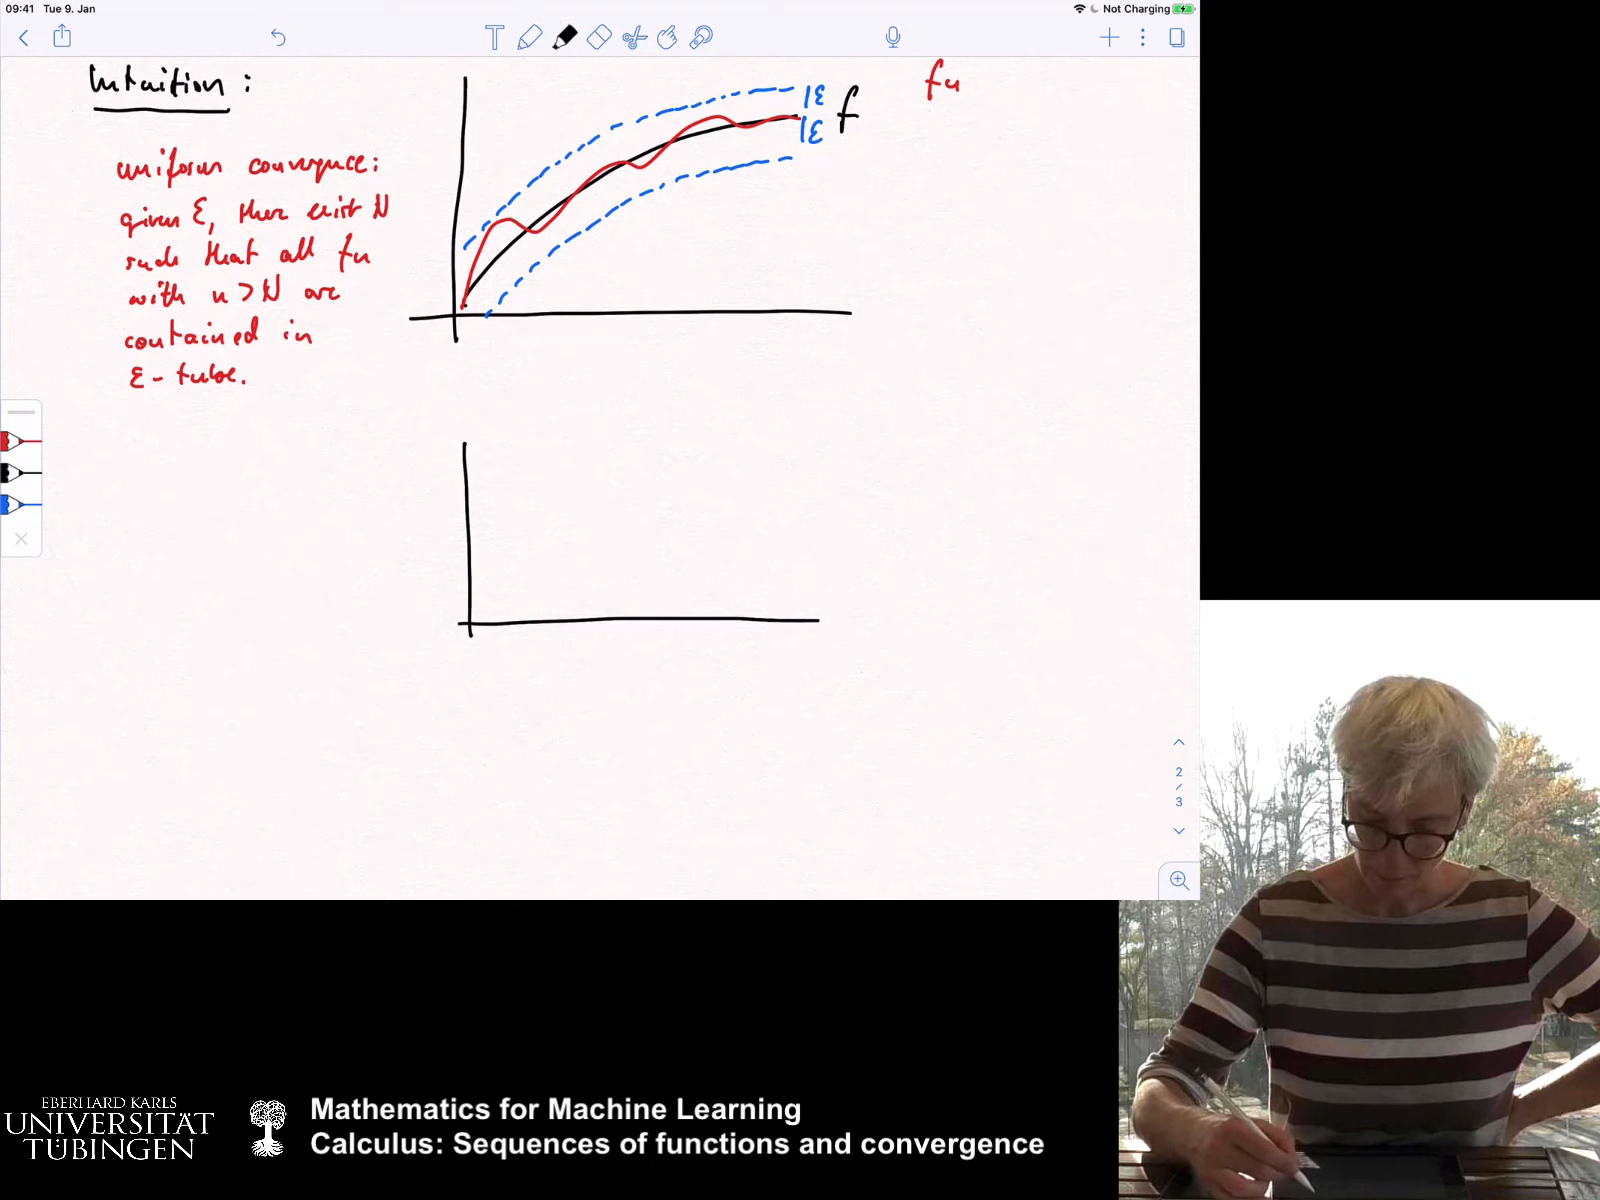 09:41 Tue 9. Jan
Not Charging
Intuition :
fn
f
ε
ε
uniform convergence :
given ε, there exist N
such that all fn
with n > N are
contained in
ε - tube.
2
/
3
EBERHARD KARLS
UNIVERSITÄT
TÜBINGEN
Mathematics for Machine Learning
Calculus: Sequences of functions and convergence